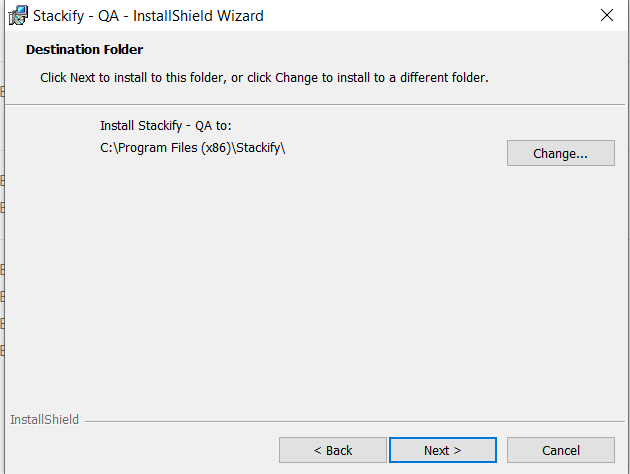 Stackify - QA - InstallShield Wizard
Destination Folder
Click Next to install to this folder, or click Change to install to a different folder.
Install Stackify - QA to:
C:\Program Files (x86)\Stackify\
Change...
InstallShield
< Back
Next >
Cancel